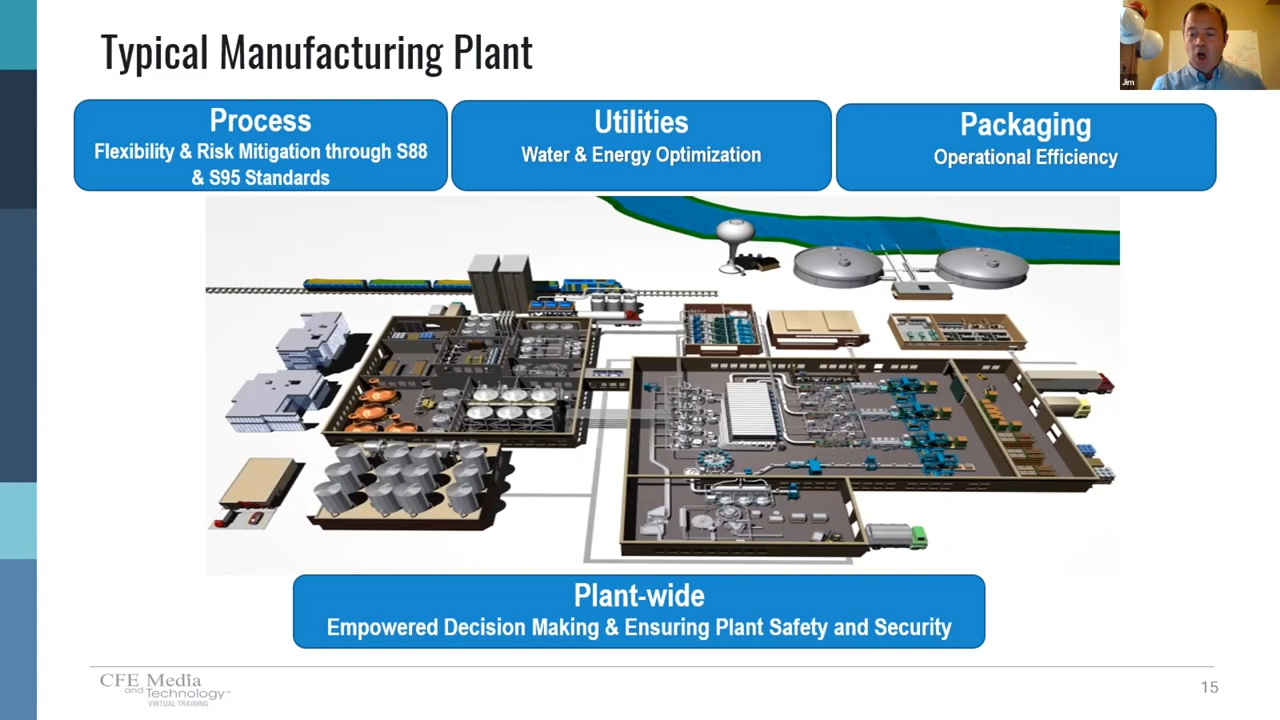 Typical Manufacturing Plant
Jim
Process
Flexibility & Risk Mitigation through S88
& S95 Standards
Utilities
Water & Energy Optimization
Packaging
Operational Efficiency
Plant-wide
Empowered Decision Making & Ensuring Plant Safety and Security
CFE Media
and Technology
VIRTUAL TRAINING
15